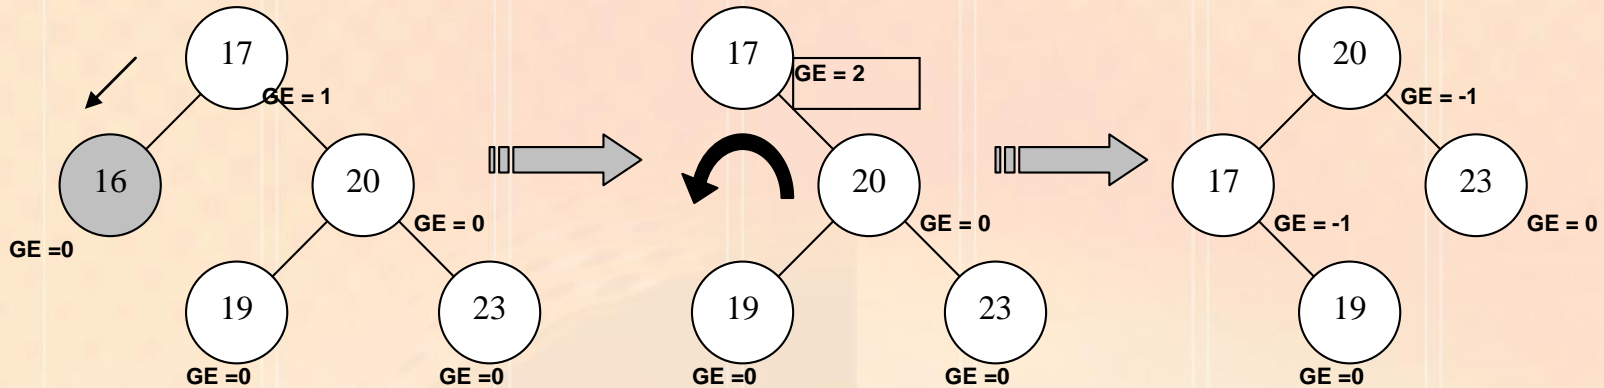 17
GE = 1
16
GE =0
20
GE = 0
19
GE =0
23
GE =0
17
GE = 2
20
GE = 0
19
GE =0
23
GE =0
20
GE = -1
17
GE = -1
23
GE = 0
19
GE =0